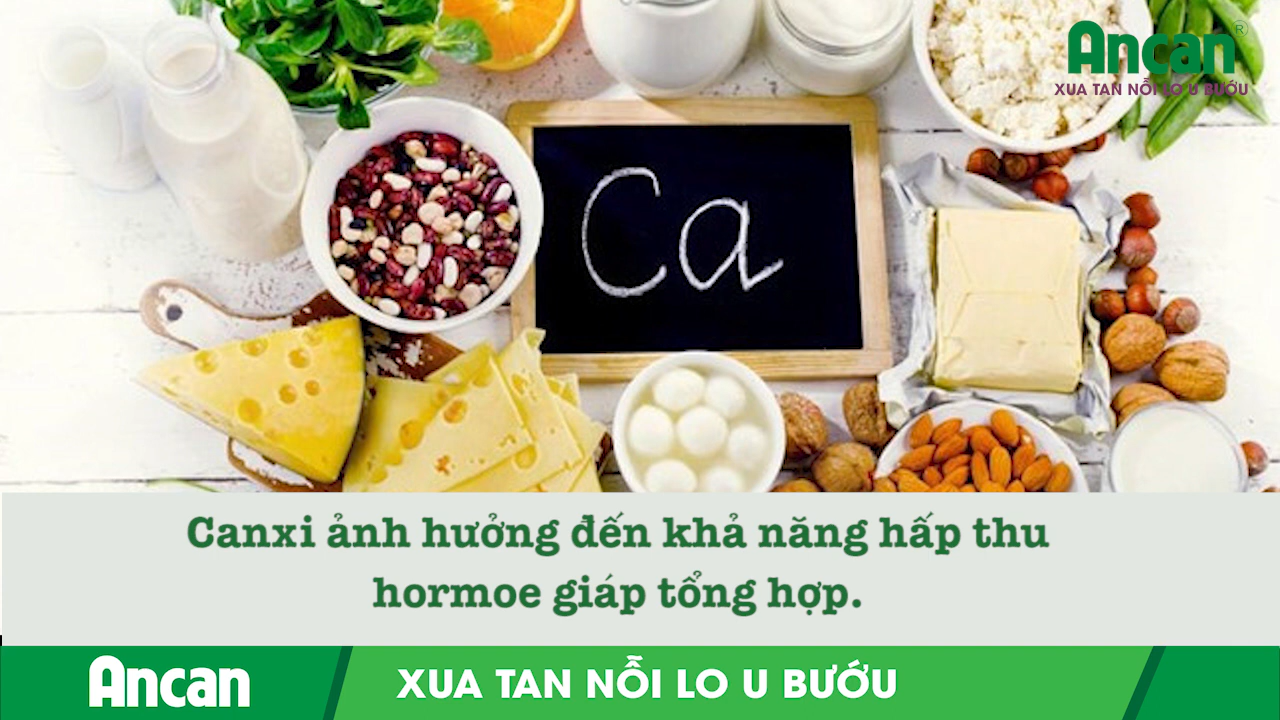 Ancan®
XUA TAN NỖI LO U BƯỚU
Ca
Canxi ảnh hưởng đến khả năng hấp thu
hormoe giáp tổng hợp.
Ancan
XUA TAN NỖI LO U BƯỚU